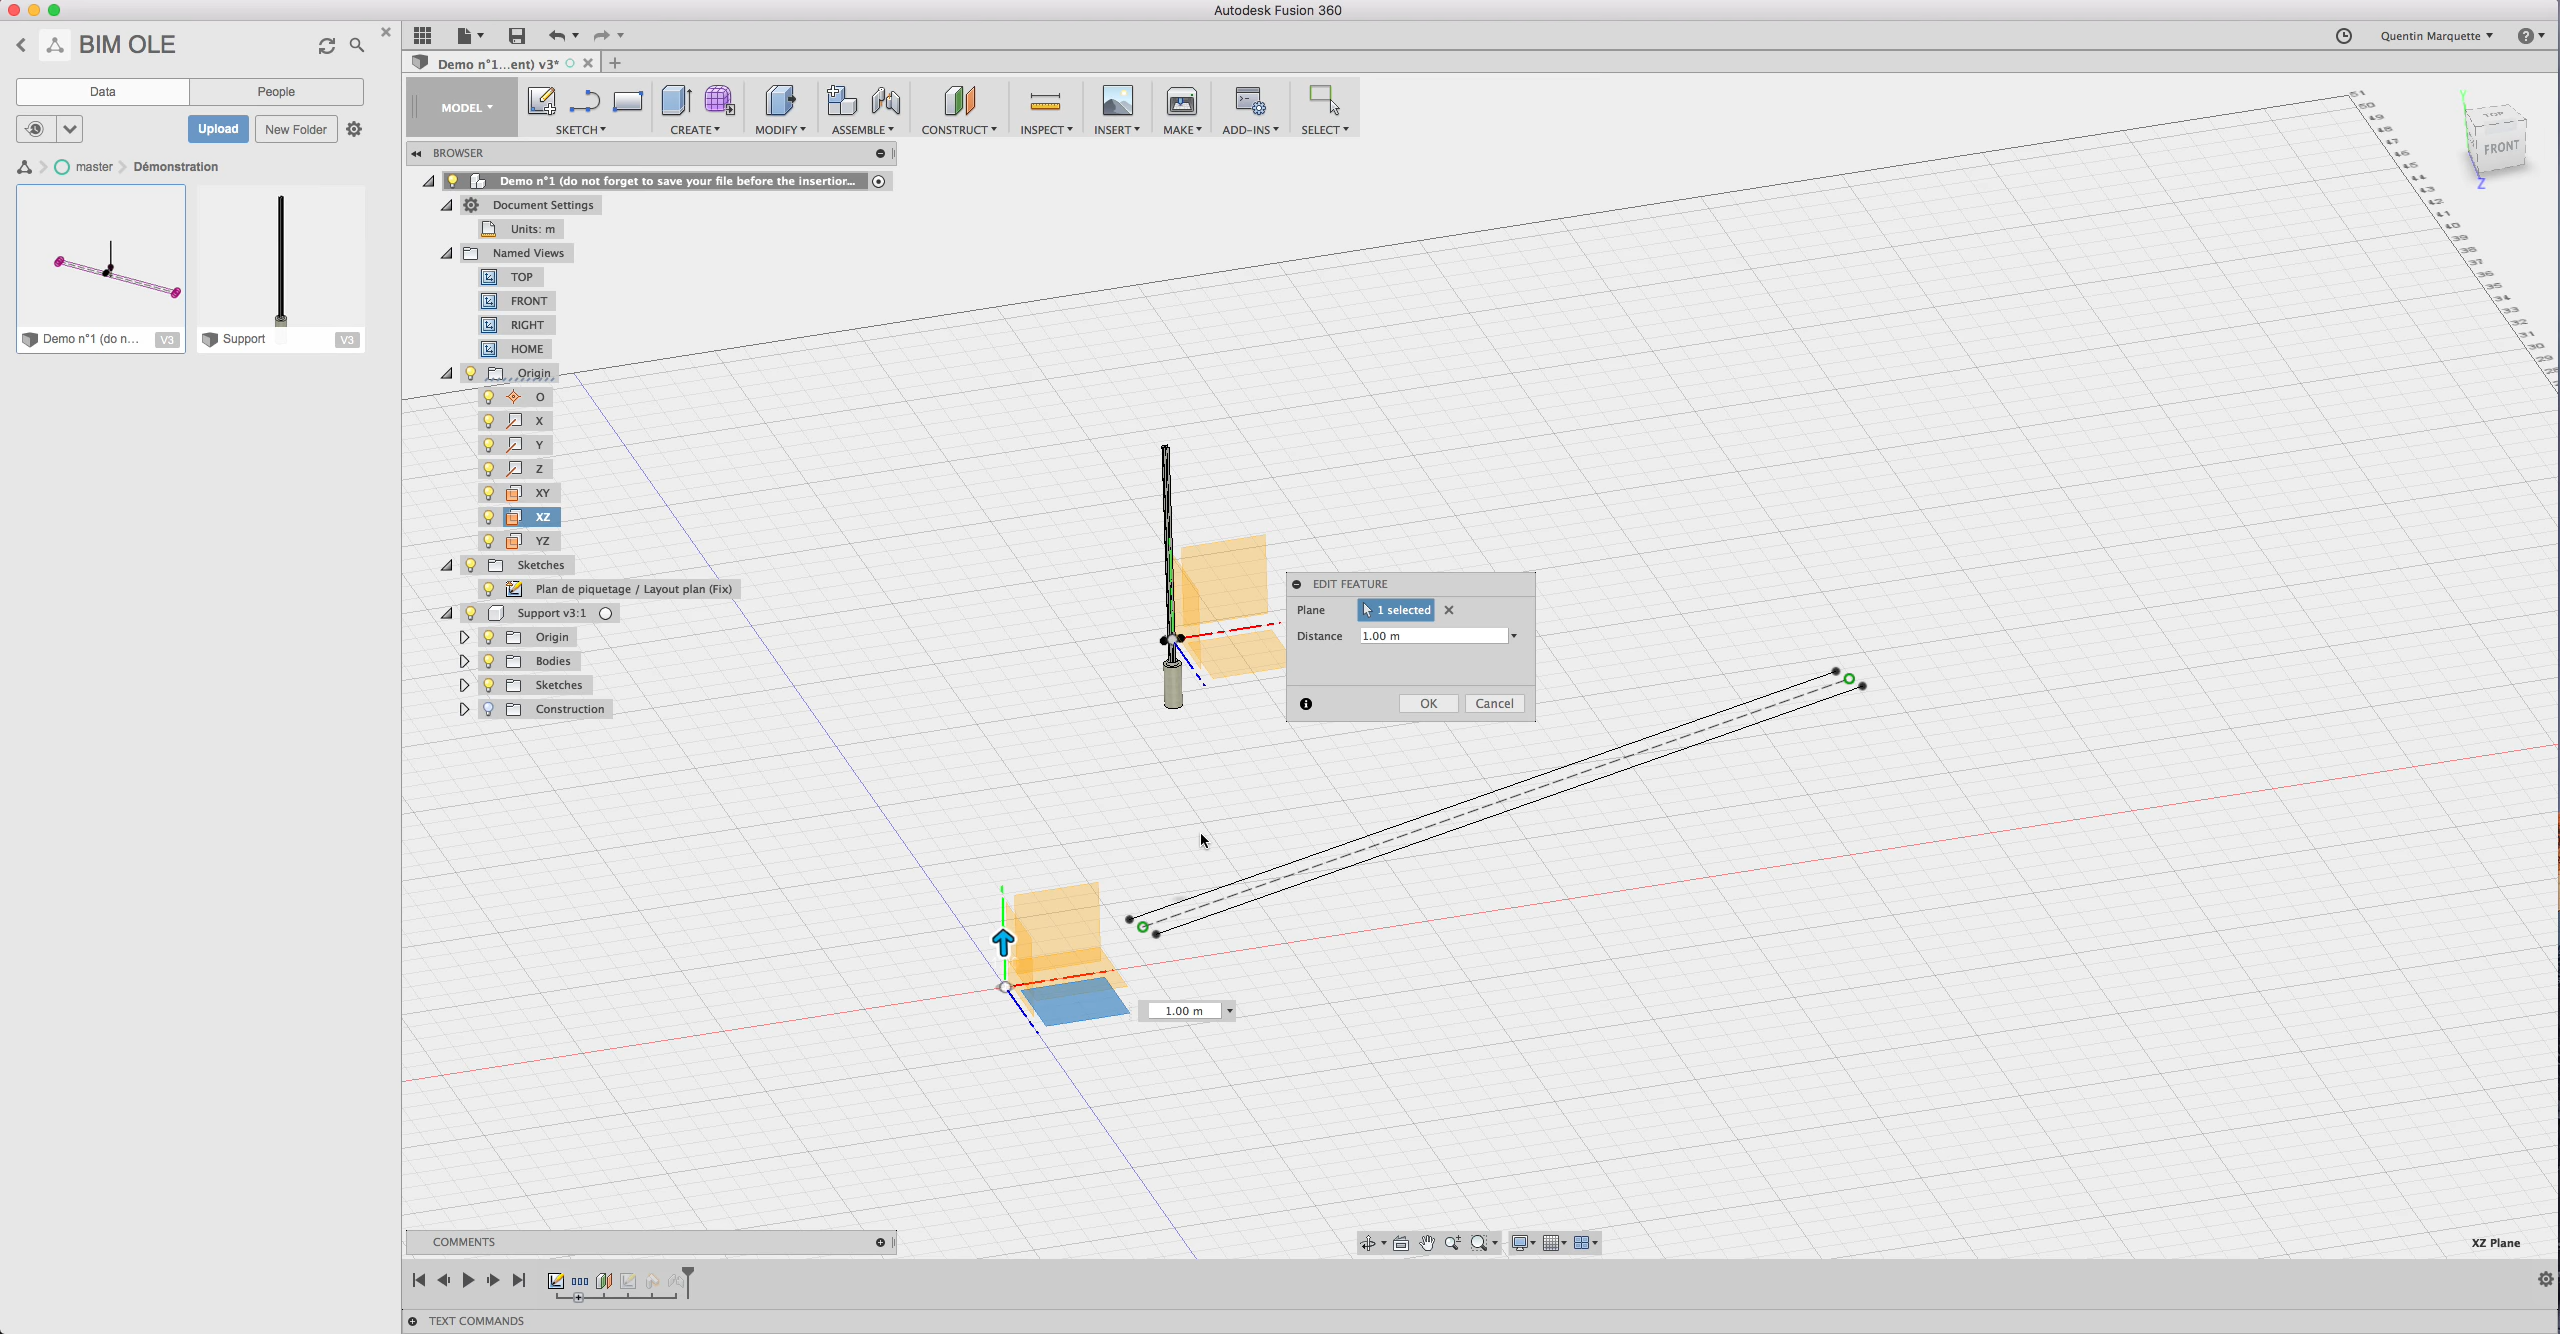 Autodesk Fusion 360
BIM OLE
Data
People
Upload
New Folder
master
Démonstration
Demo n°1 (do n...
V3
Support
V3
Quentin Marquette
Demo n°1...ent) v3*
MODEL
SKETCH
CREATE
MODIFY
ASSEMBLE
CONSTRUCT
INSPECT
INSERT
MAKE
ADD-INS
SELECT
BROWSER
Demo n°1 (do not forget to save your file before the insertior...
Document Settings
Units: m
Named Views
TOP
FRONT
RIGHT
HOME
Origin
O
X
Y
Z
XY
XZ
YZ
Sketches
Plan de piquetage / Layout plan (Fix)
Support v3:1
Origin
Bodies
Sketches
Construction
Y
TOP
FRONT
Z
EDIT FEATURE
Plane
1 selected
Distance
1.00 m
OK
Cancel
1.00 m
COMMENTS
XZ Plane
TEXT COMMANDS